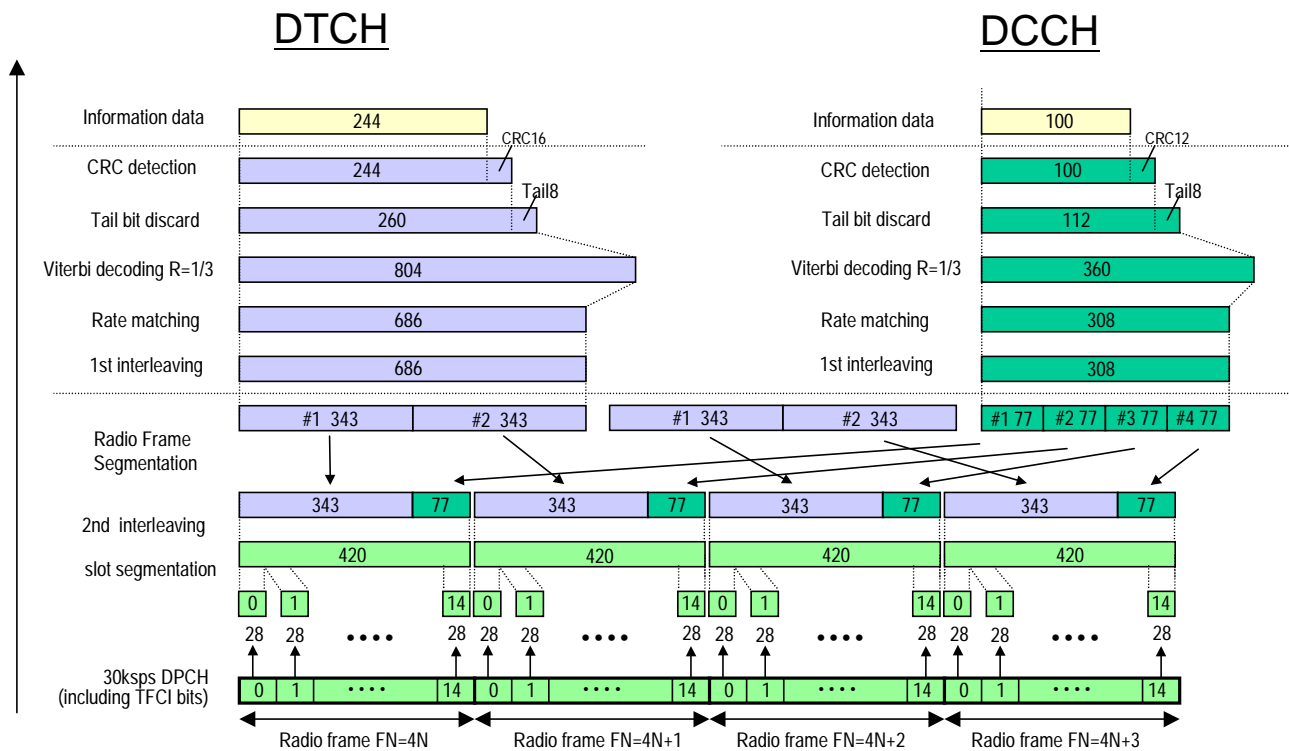 DTCH
DCCH
Information data
244
Information data
100
CRC16
CRC12
CRC detection
244
CRC detection
100
Tail8
Tail8
Tail bit discard
260
Tail bit discard
112
Viterbi decoding R=1/3
804
Viterbi decoding R=1/3
360
Rate matching
686
Rate matching
308
1st interleaving
686
1st interleaving
308
#1 343 #2 343 #1 343 #2 343 #1 77 #2 77 #3 77 #4 77
Radio Frame
Segmentation
343 77 343 77 343 77 343 77
2nd interleaving
420 420 420 420
slot segmentation
0 1 14 0 1 14 0 1 14 0 1 14
28 28 •••• 28 28 28 •••• 28 28 28 •••• 28 28 28 •••• 28
30ksps DPCH
(including TFCI bits)
0 1 •••• 14 0 1 •••• 14 0 1 •••• 14 0 1 •••• 14
Radio frame FN=4N Radio frame FN=4N+1 Radio frame FN=4N+2 Radio frame FN=4N+3